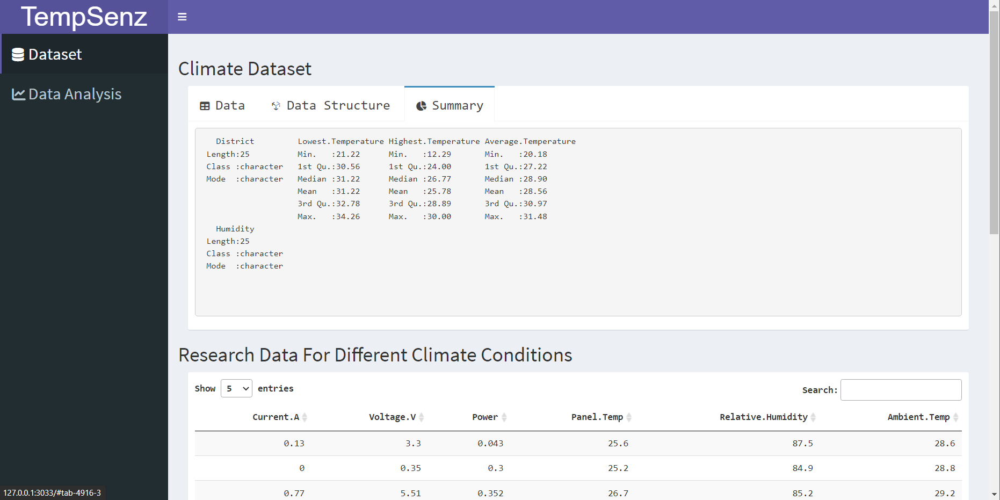 TempSenz
Dataset
Data Analysis
Climate Dataset
Data Data Structure Summary
District Lowest.Temperature Highest.Temperature Average.Temperature
Length:25 Min. :21.22 Min. :12.29 Min. :20.18
Class :character 1st Qu.:30.56 1st Qu.:24.00 1st Qu.:27.22
Mode :character Median :31.22 Median :26.77 Median :28.90
Mean :31.22 Mean :25.78 Mean :28.56
3rd Qu.:32.78 3rd Qu.:28.89 3rd Qu.:30.97
Max. :34.26 Max. :30.00 Max. :31.48
Humidity
Length:25
Class :character
Mode :character
Research Data For Different Climate Conditions
Show 5 entries Search:
Current.A Voltage.V Power Panel.Temp Relative.Humidity Ambient.Temp
0.13 3.3 0.043 25.6 87.5 28.6
0 0.35 0.3 25.2 84.9 28.8
0.77 5.51 0.352 26.7 85.2 29.2
127.0.0.1:3033/#tab-4916-3